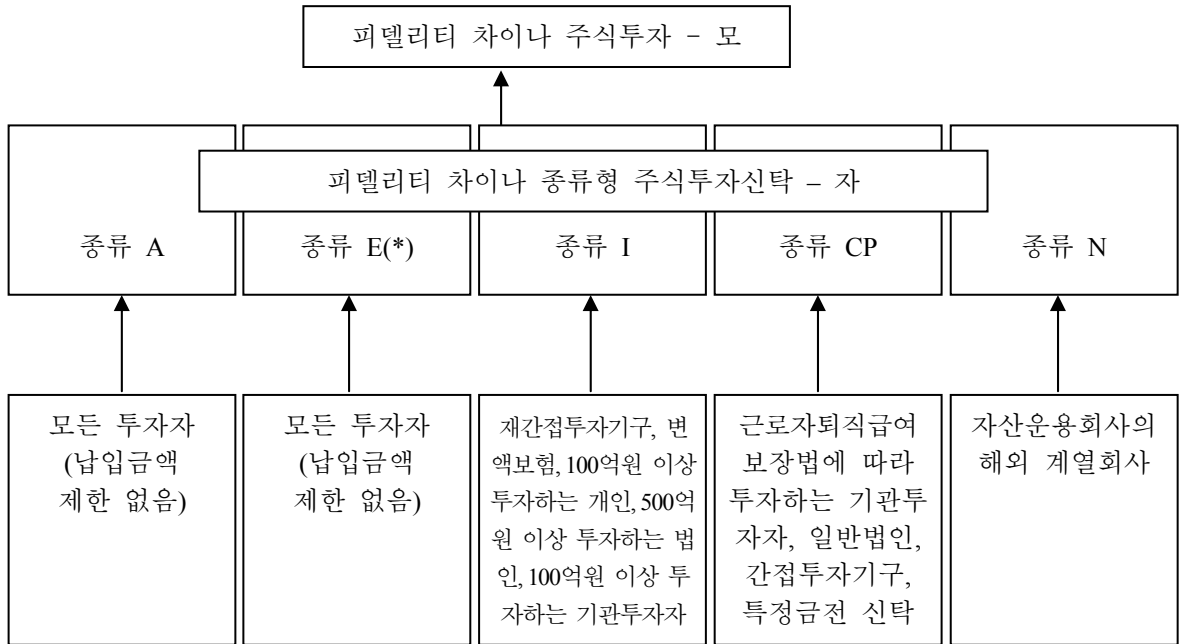 피델리티 차이나 주식투자 - 모
피델리티 차이나 종류형 주식투자신탁 – 자
종류 A
종류 E(*)
종류 I
종류 CP
종류 N
모든 투자자
(납입금액
제한 없음)
모든 투자자
(납입금액
제한 없음)
재간접투자기구, 변
액보험, 100억원 이상
투자하는 개인, 500억
원 이상 투자하는 법
인, 100억원 이상 투
자하는 기관투자자
근로자퇴직급여
보장법에 따라
투자하는 기관투
자자, 일반법인,
간접투자기구,
특정금전 신탁
자산운용회사의
해외 계열회사